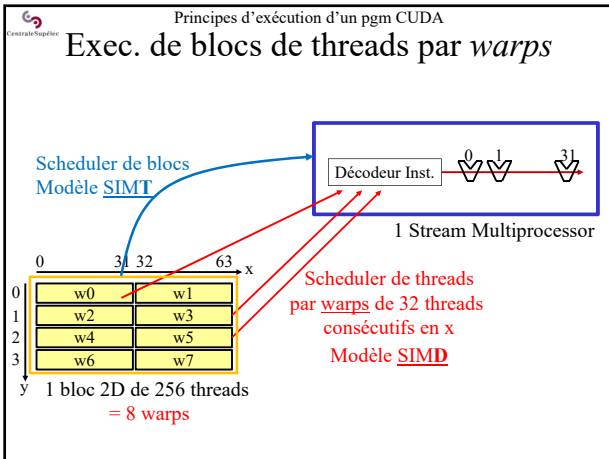 CentraleSupélec
Principes d'exécution d'un pgm CUDA
Exec. de blocs de threads par warps
Scheduler de blocs
Modèle SIMT
Décodeur Inst.
0 1 31
1 Stream Multiprocessor
0 31 32 63
x
0 w0 w1
1 w2 w3
2 w4 w5
3 w6 w7
y
1 bloc 2D de 256 threads
= 8 warps
Scheduler de threads
par warps de 32 threads
consécutifs en x
Modèle SIMD